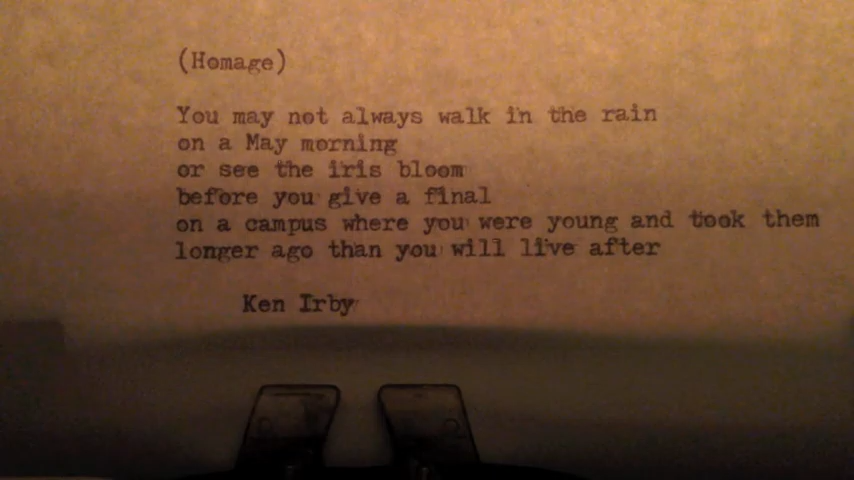 (Homage)
You may not always walk in the rain
on a May morning
or see the iris bloom
before you give a final
on a campus where you were young and took them
longer ago than you will live after
Ken Irby